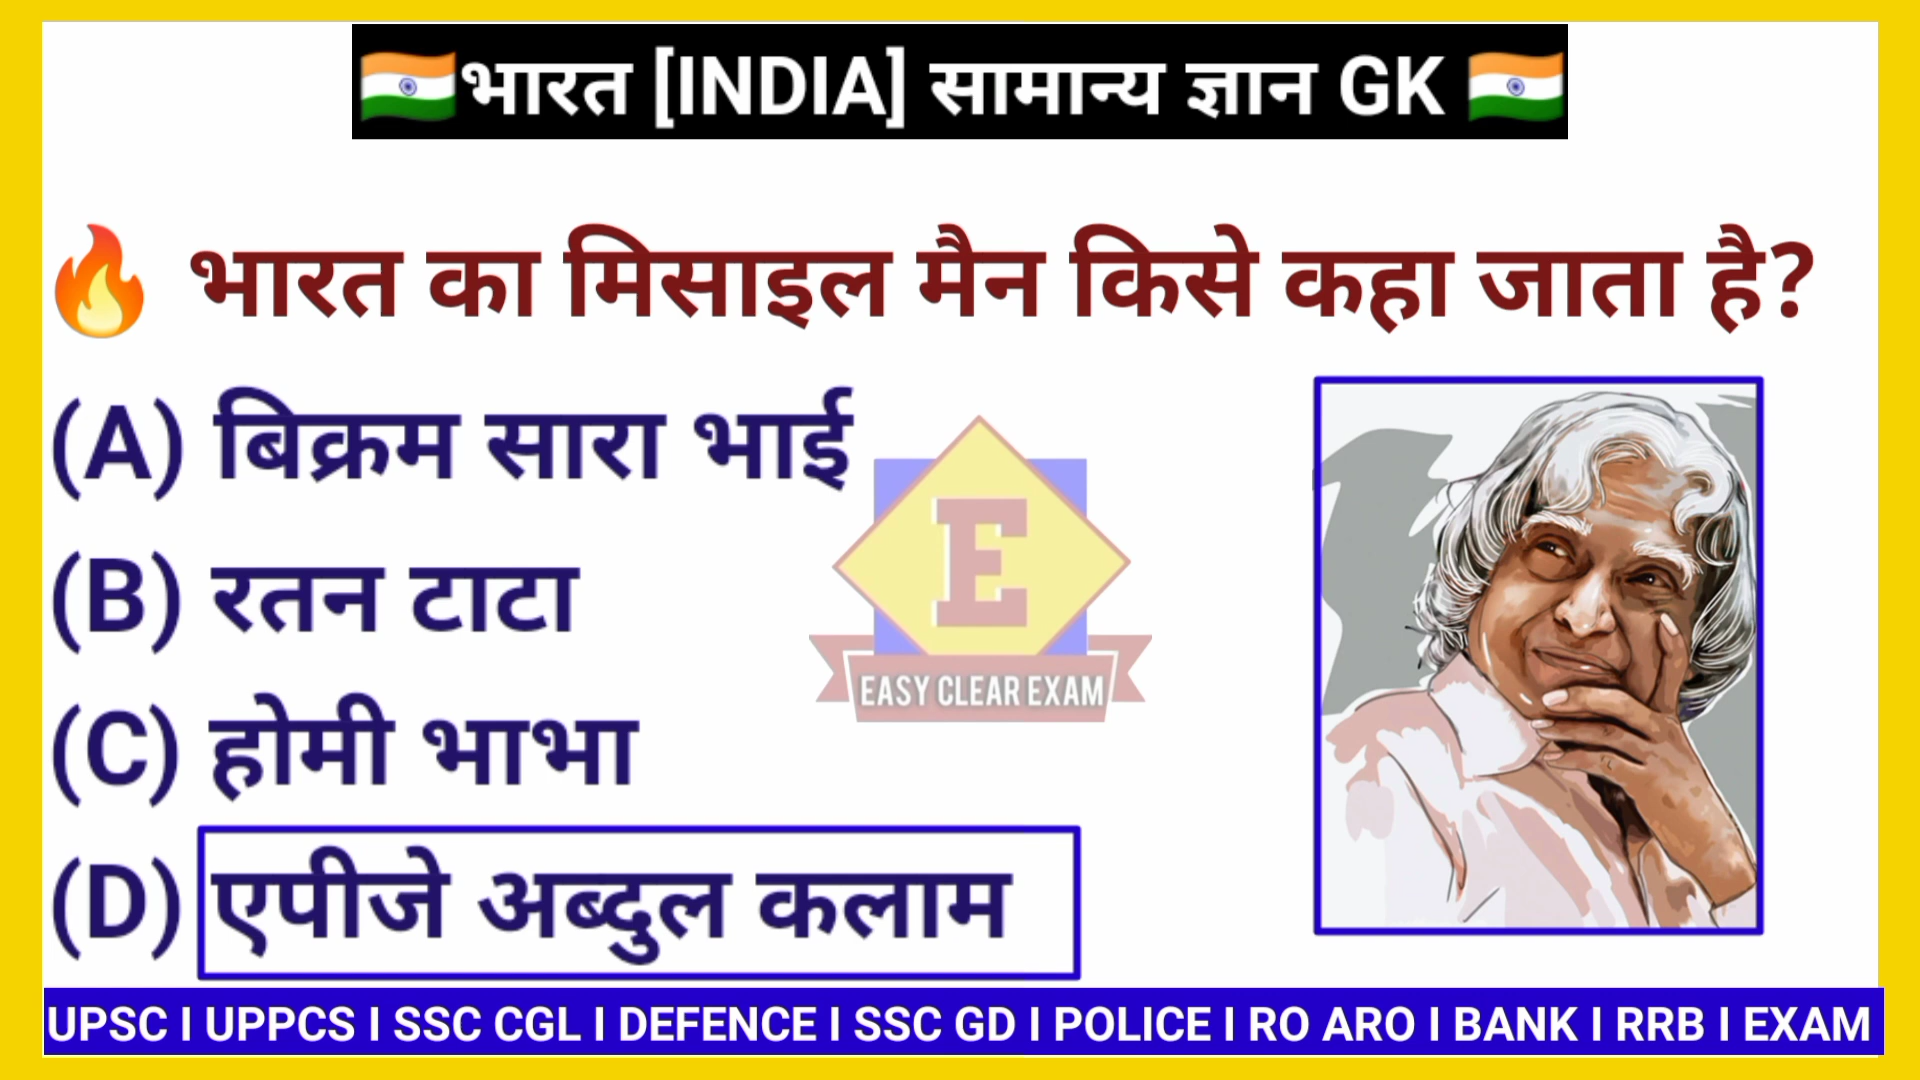 🇮🇳भारत [INDIA] सामान्य ज्ञान GK 🇮🇳
🔥 भारत का मिसाइल मैन किसे कहा जाता है?
(A) बिक्रम सारा भाई
(B) रतन टाटा
(C) होमी भाभा
(D) एपीजे अब्दुल कलाम
E
EASY CLEAR EXAM
UPSC I UPPCS I SSC CGL I DEFENCE I SSC GD I POLICE I RO ARO I BANK I RRB I EXAM